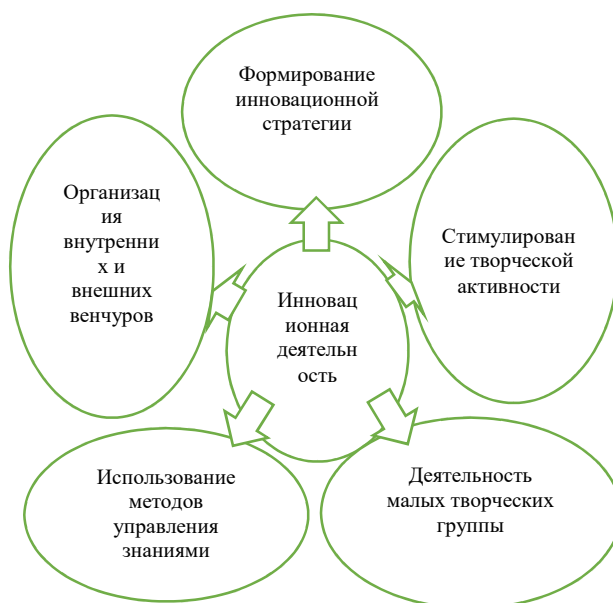 Формирование
инновационной
стратегии
Организац
ия
внутренни
х и
внешних
венчуров
Стимулирован
ие творческой
активности
Инновац
ионная
деятельн
ость
Использование
методов
управления
знаниями
Деятельность
малых творческих
группы